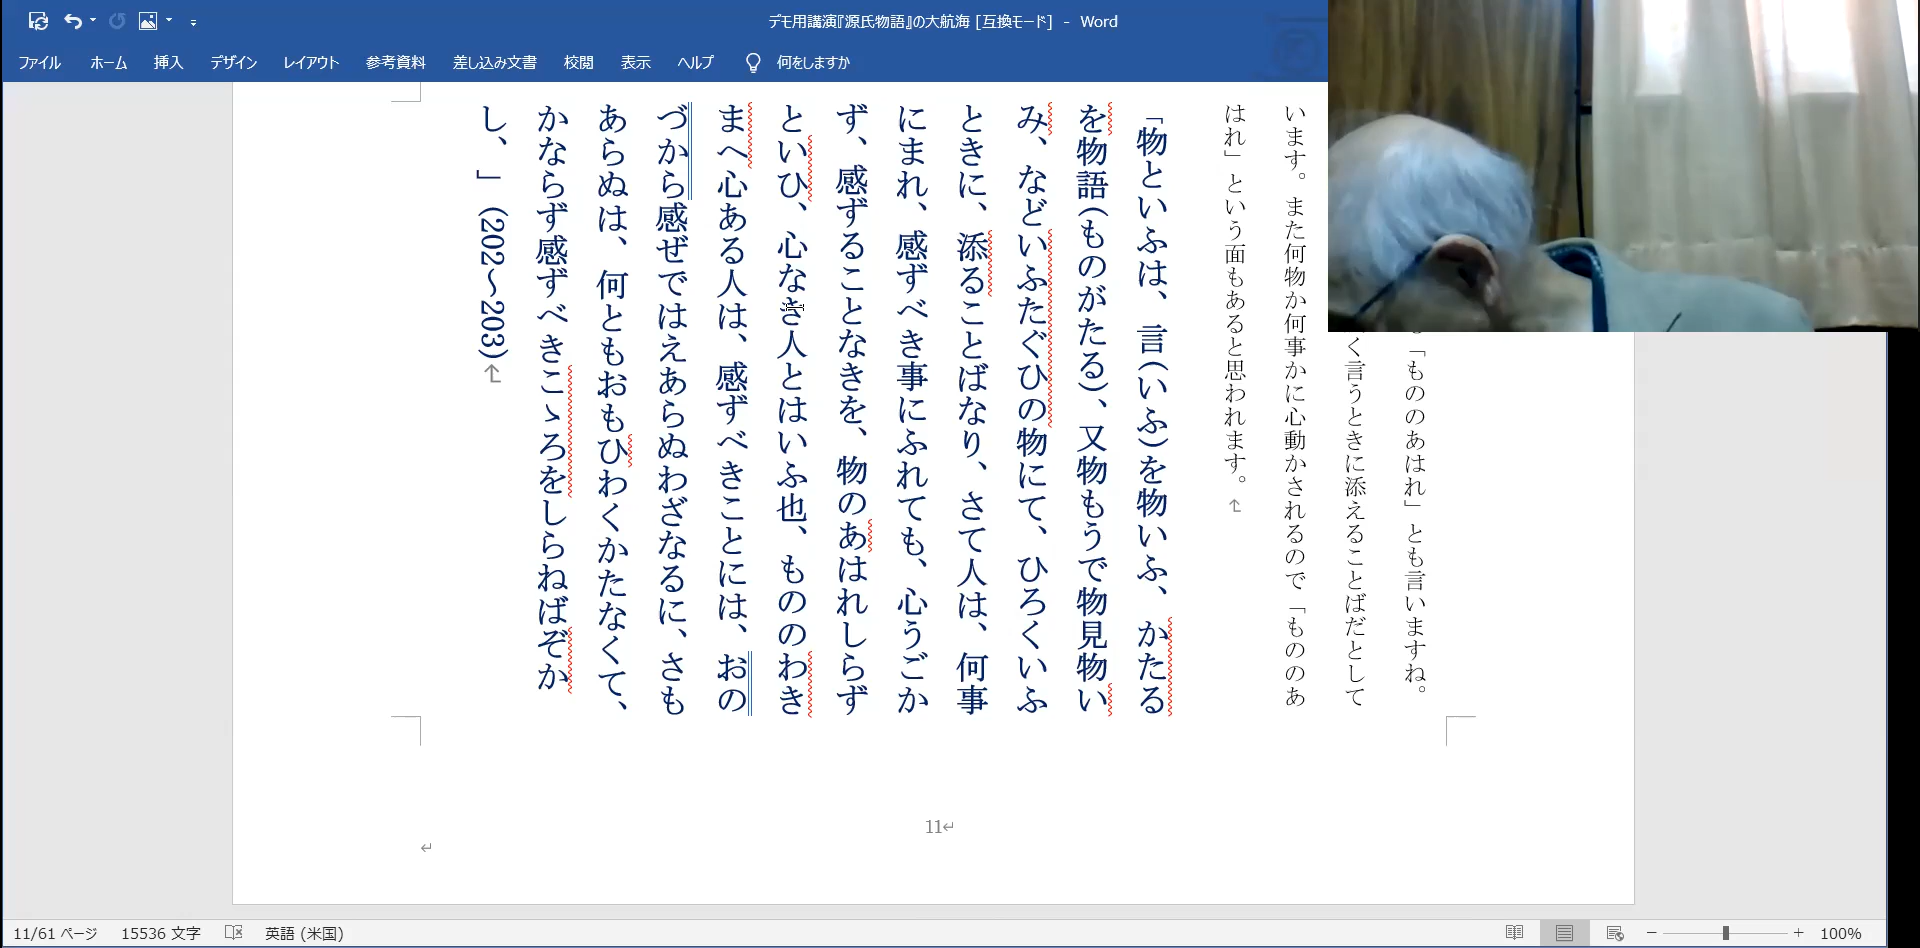 デモ用講演『源氏物語』の大航海 [互換モード] - Word
ファイル ホーム 挿入 デザイン レイアウト 参考資料 差し込み文書 校閲 表示 ヘルプ 何をしますか
「もののあはれ」とも言いますね。
く言うときに添えることばだとして
います。また何物か何事かに心動かされるので「もののあ
はれ」という面もあると思われます。
「物といふは、言(いふ)を物いふ、かたる
を物語(ものがたる)、又物もうで物見物い
み、などいふたぐひの物にて、ひろくいふ
ときに、添ることばなり、さて人は、何事
にまれ、感ずべき事にふれても、心うごか
ず、感ずることなきを、物のあはれしらず
といひ、心なき人とはいふ也、もののわき
まへ心ある人は、感ずべきことには、おの
づから感ぜではえあらぬわざなるに、さも
あらぬは、何ともおもひわくかたなくて、
かならず感ずべきこゝろをしらねばぞか
し、」(202～203)
11
11/61 ページ 15536 文字 英語 (米国) 100%